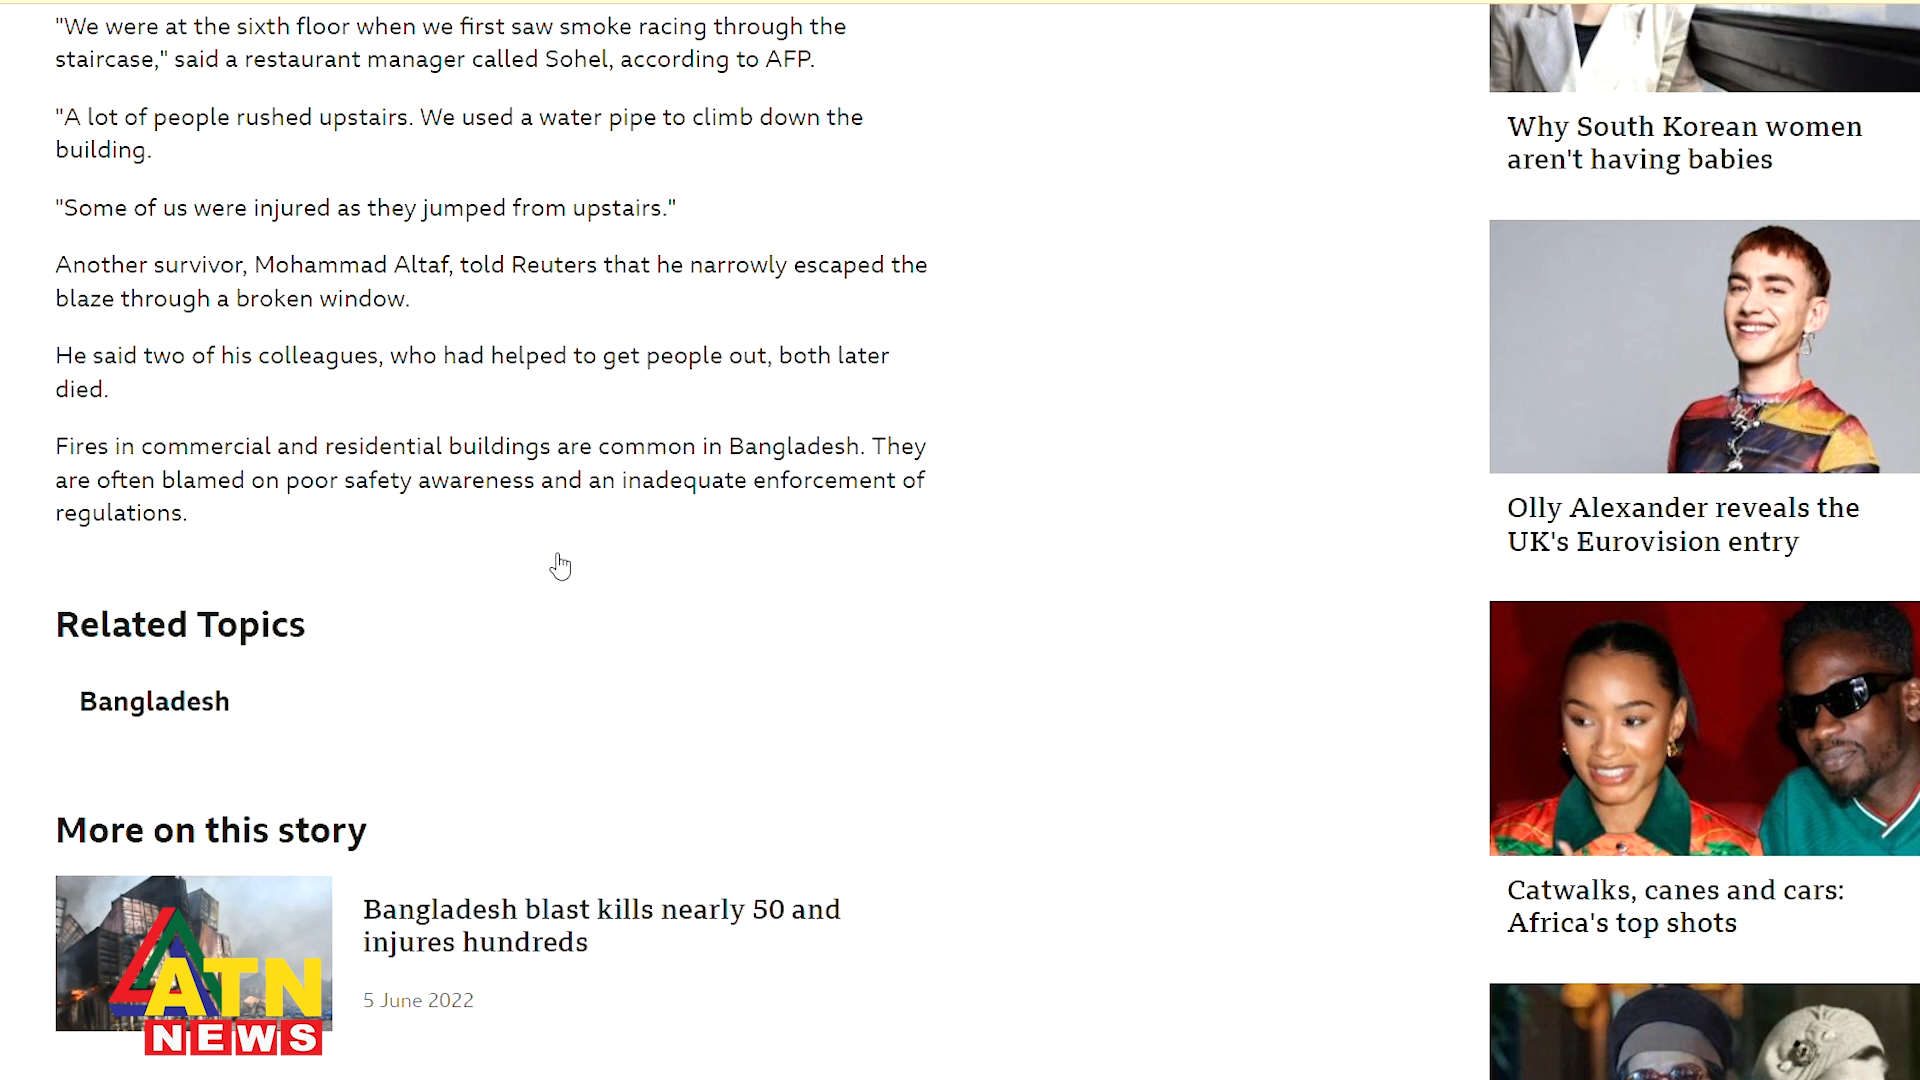 "We were at the sixth floor when we first saw smoke racing through the
staircase," said a restaurant manager called Sohel, according to AFP.
"A lot of people rushed upstairs. We used a water pipe to climb down the
building.
"Some of us were injured as they jumped from upstairs."
Another survivor, Mohammad Altaf, told Reuters that he narrowly escaped the
blaze through a broken window.
He said two of his colleagues, who had helped to get people out, both later
died.
Fires in commercial and residential buildings are common in Bangladesh. They
are often blamed on poor safety awareness and an inadequate enforcement of
regulations.
Related Topics
Bangladesh
More on this story
Bangladesh blast kills nearly 50 and
injures hundreds
5 June 2022
ATN
NEWS
Why South Korean women
aren't having babies
Olly Alexander reveals the
UK's Eurovision entry
Catwalks, canes and cars:
Africa's top shots